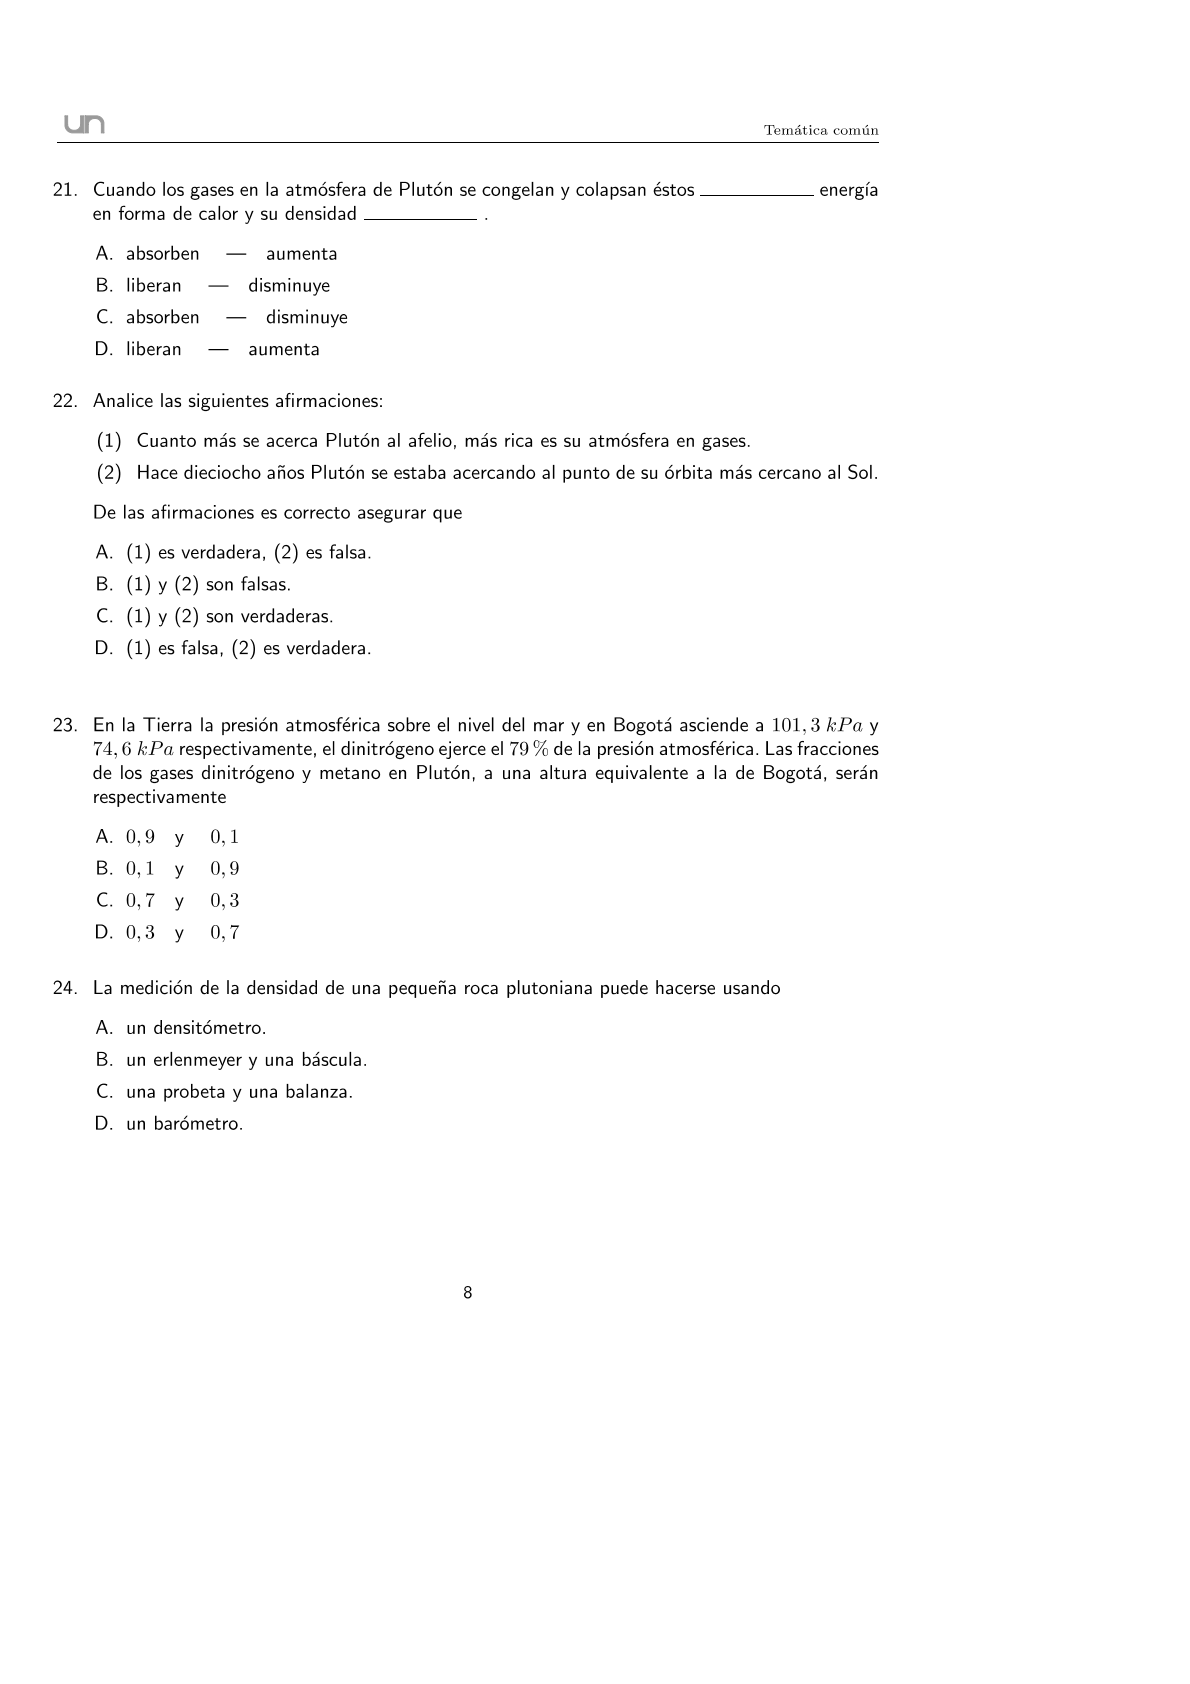 un
Temática común
21. Cuando los gases en la atmósfera de Plutón se congelan y colapsan éstos ___________ energía
en forma de calor y su densidad ___________ .
A. absorben — aumenta
B. liberan — disminuye
C. absorben — disminuye
D. liberan — aumenta
22. Analice las siguientes afirmaciones:
(1) Cuanto más se acerca Plutón al afelio, más rica es su atmósfera en gases.
(2) Hace dieciocho años Plutón se estaba acercando al punto de su órbita más cercano al Sol.
De las afirmaciones es correcto asegurar que
A. (1) es verdadera, (2) es falsa.
B. (1) y (2) son falsas.
C. (1) y (2) son verdaderas.
D. (1) es falsa, (2) es verdadera.
23. En la Tierra la presión atmosférica sobre el nivel del mar y en Bogotá asciende a 101,3 kPa y
74,6 kPa respectivamente, el dinitrógeno ejerce el 79 % de la presión atmosférica. Las fracciones
de los gases dinitrógeno y metano en Plutón, a una altura equivalente a la de Bogotá, serán
respectivamente
A. 0,9 y 0,1
B. 0,1 y 0,9
C. 0,7 y 0,3
D. 0,3 y 0,7
24. La medición de la densidad de una pequeña roca plutoniana puede hacerse usando
A. un densitómetro.
B. un erlenmeyer y una báscula.
C. una probeta y una balanza.
D. un barómetro.
8